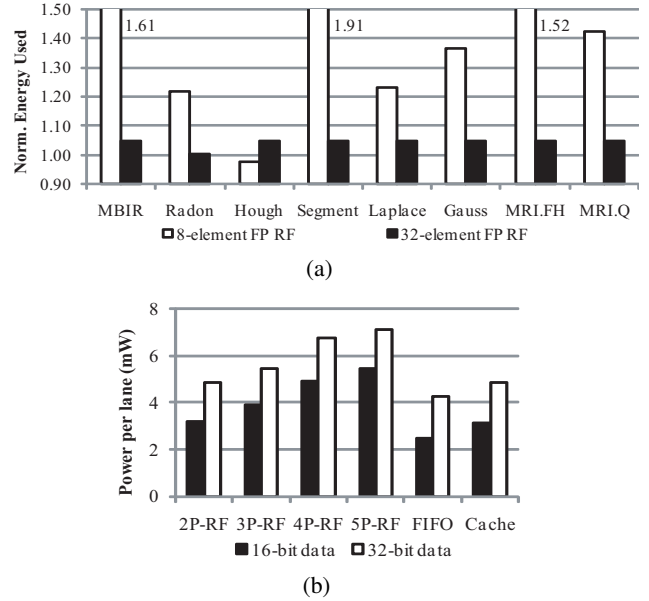 1.50
1.40
1.30
1.20
1.10
1.00
0.90
Norm. Energy Used
1.61
1.91
1.52
MBIR Radon Hough Segment Laplace Gauss MRI.FH MRI.Q
8-element FP RF 32-element FP RF
(a)
8
6
4
2
0
Power per lane (mW)
2P-RF 3P-RF 4P-RF 5P-RF FIFO Cache
16-bit data 32-bit data
(b)